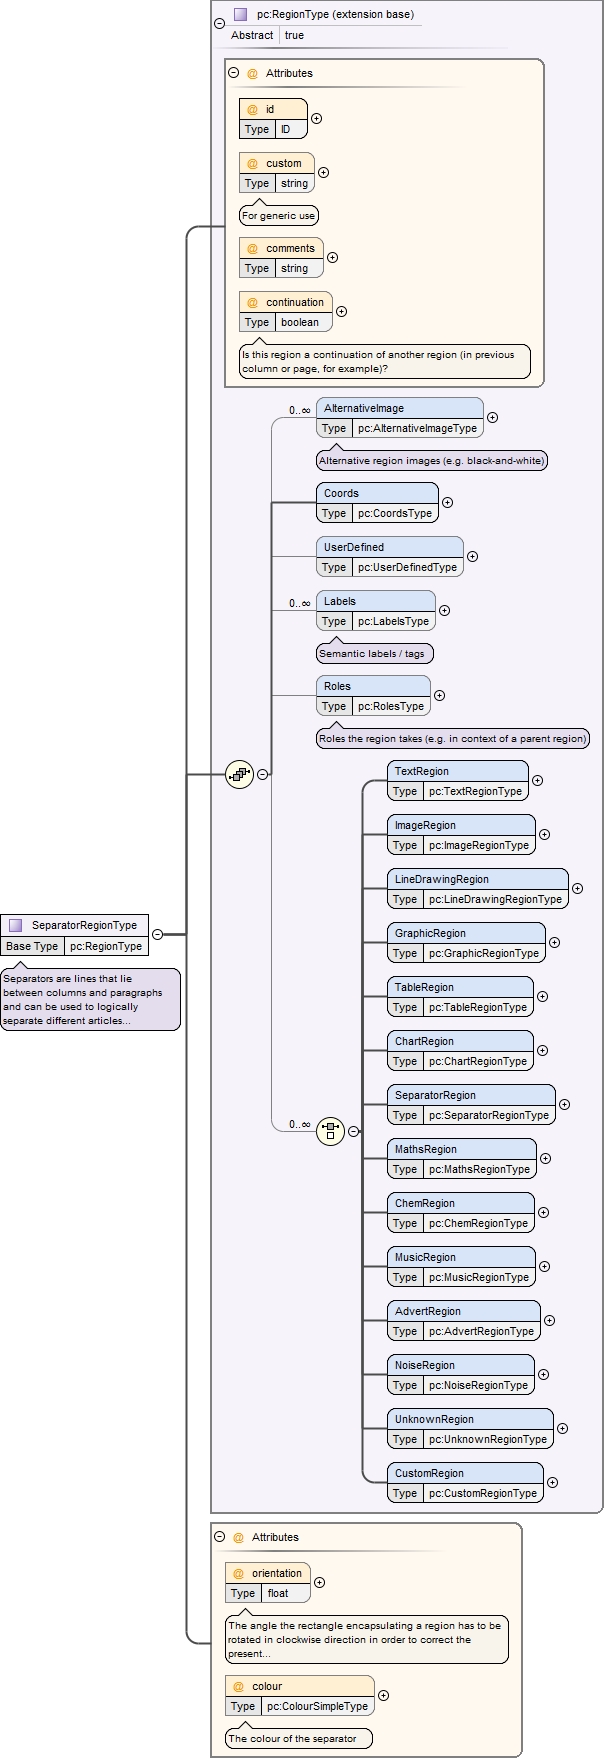 pc:RegionType (extension base)
Abstract true
@ Attributes
@ id
Type ID
@ custom
Type string
For generic use
@ comments
Type string
@ continuation
Type boolean
Is this region a continuation of another region (in previous
column or page, for example)?
0..∞ AlternativeImage
Type pc:AlternativeImageType
Alternative region images (e.g. black-and-white)
Coords
Type pc:CoordsType
UserDefined
Type pc:UserDefinedType
0..∞ Labels
Type pc:LabelsType
Semantic labels / tags
Roles
Type pc:RolesType
Roles the region takes (e.g. in context of a parent region)
TextRegion
Type pc:TextRegionType
ImageRegion
Type pc:ImageRegionType
LineDrawingRegion
Type pc:LineDrawingRegionType
SeparatorRegionType
Base Type pc:RegionType
Separators are lines that lie
between columns and paragraphs
and can be used to logically
separate different articles...
GraphicRegion
Type pc:GraphicRegionType
TableRegion
Type pc:TableRegionType
ChartRegion
Type pc:ChartRegionType
SeparatorRegion
Type pc:SeparatorRegionType
0..∞
MathsRegion
Type pc:MathsRegionType
ChemRegion
Type pc:ChemRegionType
MusicRegion
Type pc:MusicRegionType
AdvertRegion
Type pc:AdvertRegionType
NoiseRegion
Type pc:NoiseRegionType
UnknownRegion
Type pc:UnknownRegionType
CustomRegion
Type pc:CustomRegionType
@ Attributes
@ orientation
Type float
The angle the rectangle encapsulating a region has to be
rotated in clockwise direction in order to correct the
present...
@ colour
Type pc:ColourSimpleType
The colour of the separator